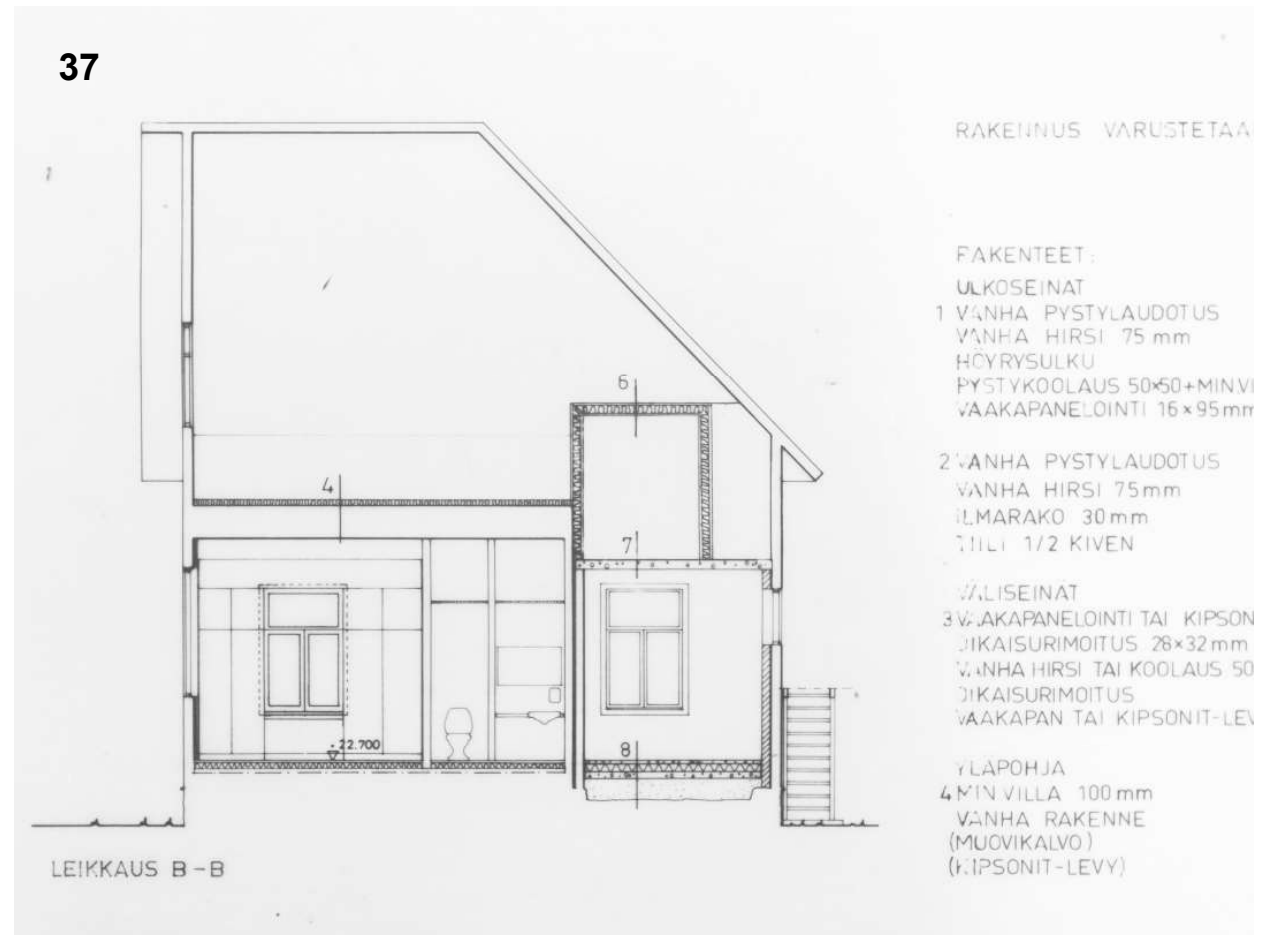 37
RAKENNUS VARUSTETAA
RAKENTEET:
ULKOSEINAT
1 VANHA PYSTYLAUDOTUS
VANHA HIRSI 75 mm
HÖYRYSULKU
PYSTYKOOLAUS 50×50+MIN.VI
VAAKAPANELOINTI 16×95mm
2 VANHA PYSTYLAUDOTUS
VANHA HIRSI 75mm
ILMARAKO 30mm
TIILI 1/2 KIVEN
VÄLISEINÄT
3 VAAKAPANELOINTI TAI KIPSON
OIKAISURIMOITUS 28×32mm
VANHA HIRSI TAI KOOLAUS 50
OIKAISURIMOITUS
VAAKAPAN TAI KIPSONIT-LEV
YLÄPOHJA
4 MIN VILLA 100mm
VANHA RAKENNE
(MUOVIKALVO)
(KIPSONIT-LEVY)
6
4
7
22.700
8
LEIKKAUS B-B